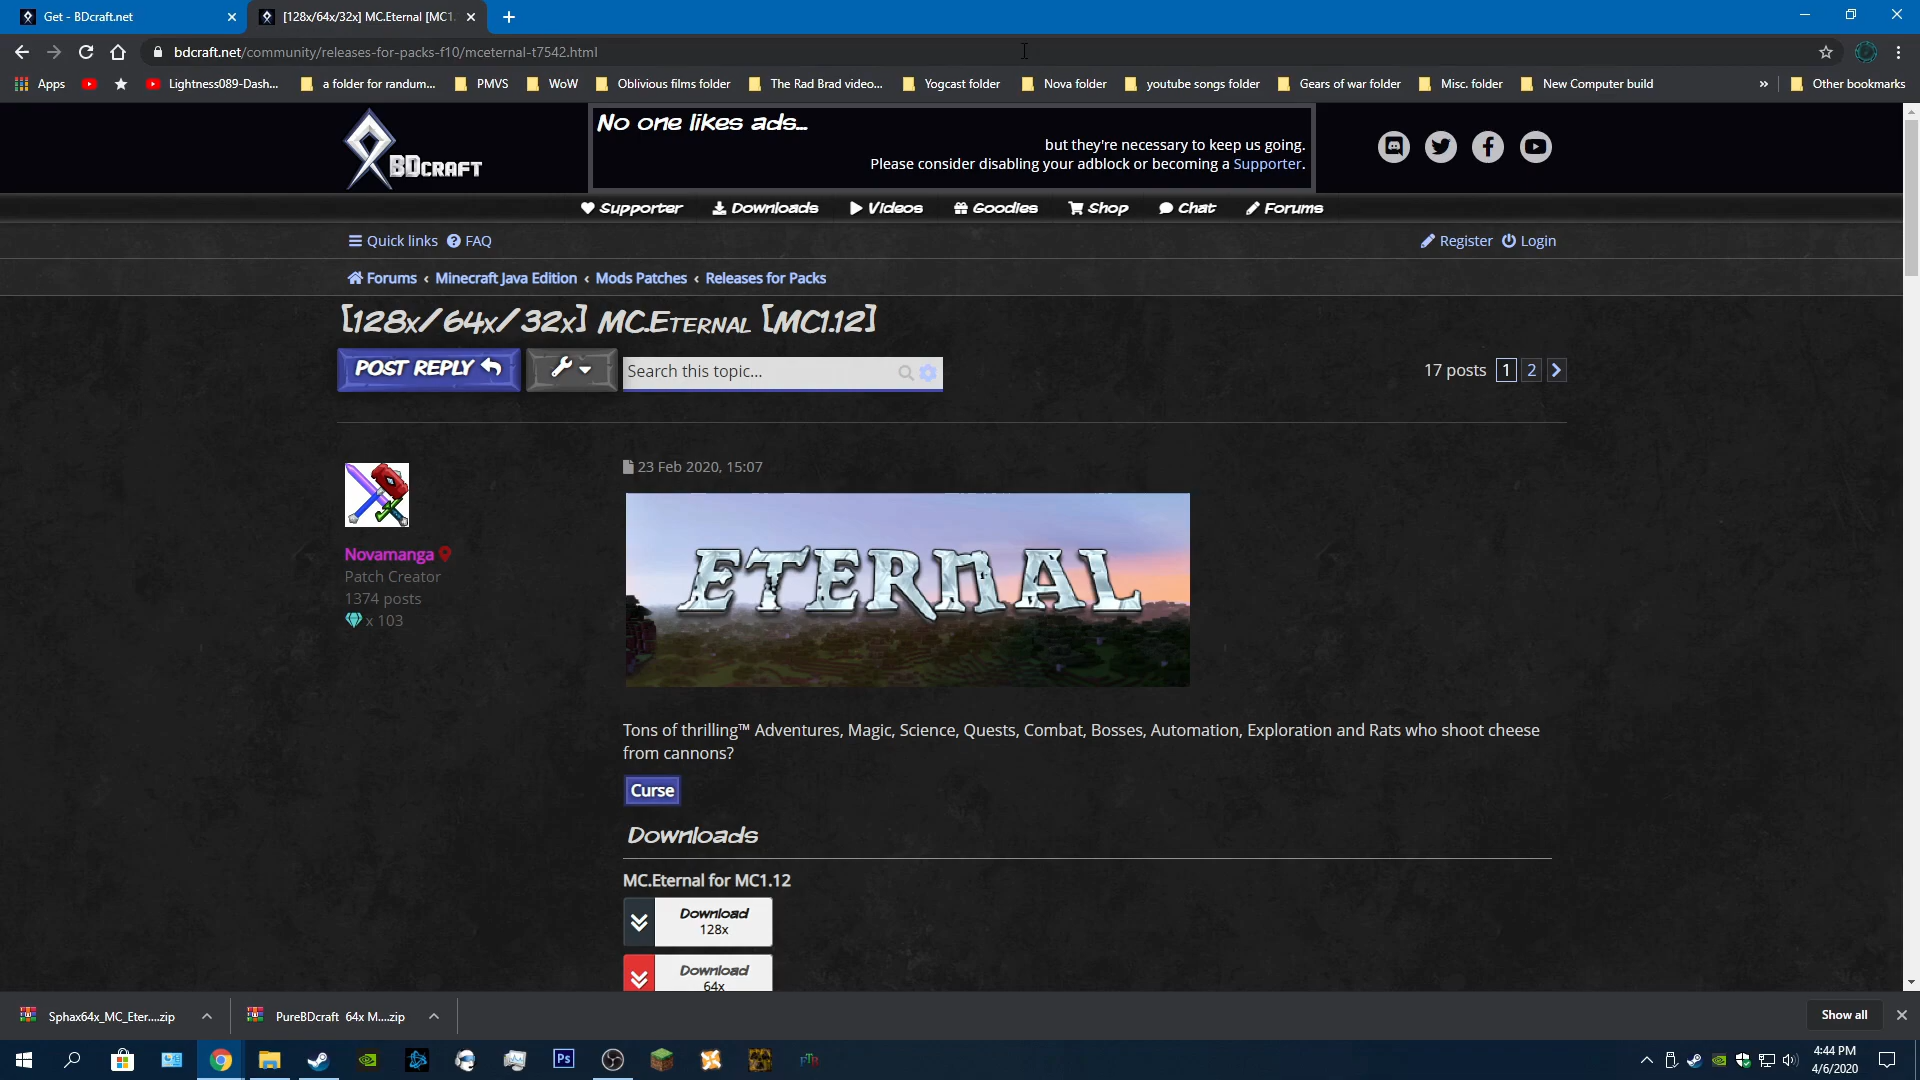 Get - BDcraft.net
[128x/64x/32x] MC.Eternal [MC1.
bdcraft.net/community/releases-for-packs-f10/mceternal-t7542.html
Apps
Lightness089-Dash...
a folder for randum...
PMVS
WoW
Oblivious films folder
The Rad Brad video...
Yogcast folder
Nova folder
youtube songs folder
Gears of war folder
Misc. folder
New Computer build
»
Other bookmarks
BDCRAFT
No one likes ads...
but they're necessary to keep us going.
Please consider disabling your adblock or becoming a Supporter.
Supporter
Downloads
Videos
Goodies
Shop
Chat
Forums
Quick links
FAQ
Register
Login
Forums ‹ Minecraft Java Edition ‹ Mods Patches ‹ Releases for Packs
[128x/64x/32x] MC.Eternal [MC1.12]
POST REPLY
Search this topic...
17 posts 1 2
23 Feb 2020, 15:07
ETERNAL
Novamanga
Patch Creator
1374 posts
x 103
Tons of thrilling™ Adventures, Magic, Science, Quests, Combat, Bosses, Automation, Exploration and Rats who shoot cheese
from cannons?
Curse
Downloads
MC.Eternal for MC1.12
Download
128x
Download
64x
Sphax64x_MC_Eter....zip
PureBDcraft 64x M....zip
Show all
Ps
FTB
4:44 PM
4/6/2020